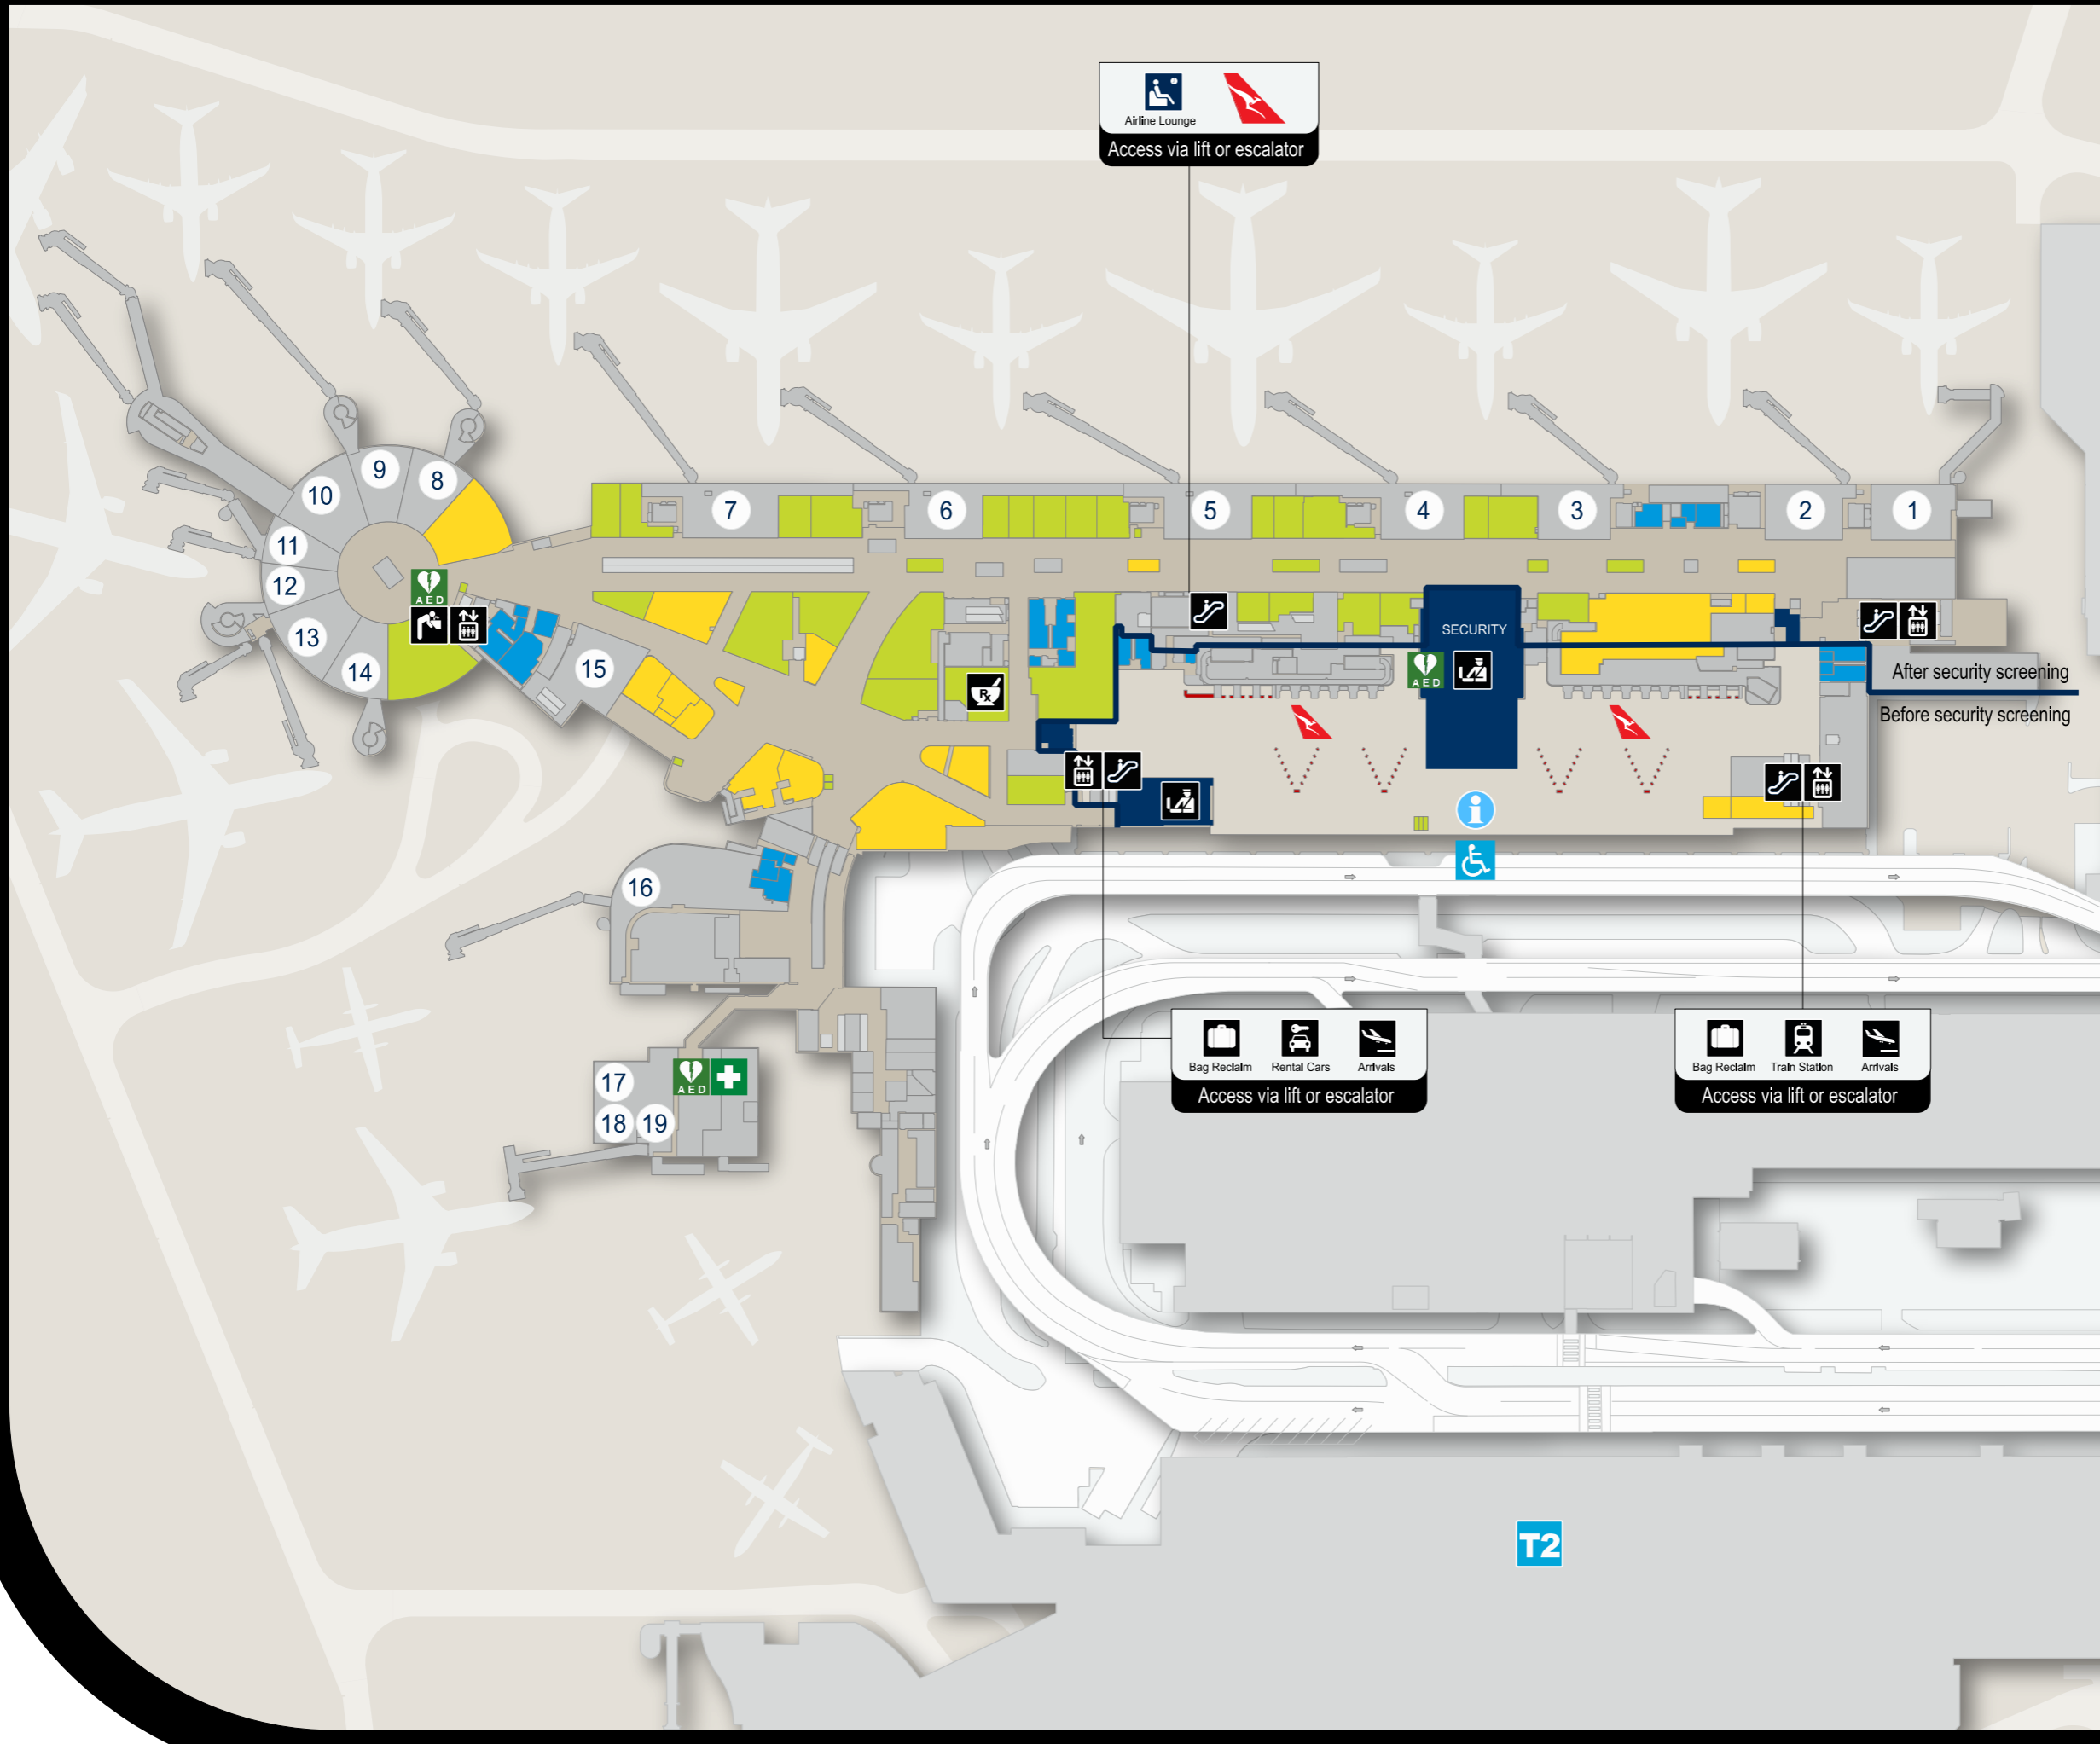 Airline Lounge
Access via lift or escalator
9
8
10
7
6
5
4
3
2
1
11
12
AED
13
14
15
SECURITY
AED
Rx
After security screening
Before security screening
i
16
17
AED
18
19
Bag Reclaim
Rental Cars
Arrivals
Access via lift or escalator
Bag Reclaim
Train Station
Arrivals
Access via lift or escalator
T2